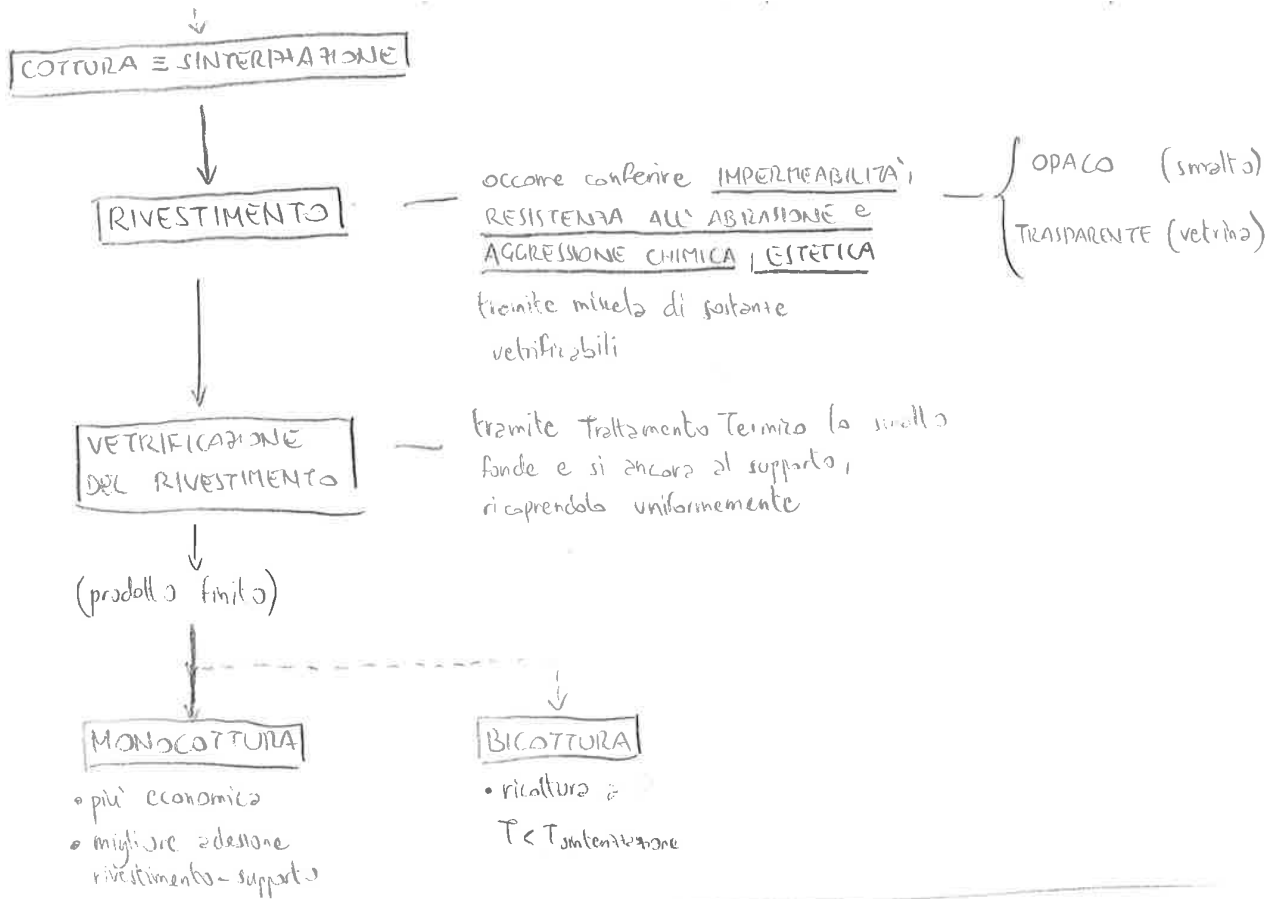 COTTURA ≡ SINTERIZZAZIONE
RIVESTIMENTO
occorre conferire IMPERMEABILITÀ,
RESISTENZA ALL' ABRASIONE e
AGGRESSIONE CHIMICA, ESTETICA
tramite miscela di sostanze
vetrificabili
OPACO (smalto)
TRASPARENTE (vetrina)
VETRIFICAZIONE
DEL RIVESTIMENTO
tramite Trattamento Termico lo smalto
fonde e si ancora al supporto,
ricoprendolo uniformemente
(prodotto finito)
MONOCOTTURA
• più economica
• migliore adesione
rivestimento-supporto
BICOTTURA
• ricottura a
T < Tsinterizzazione